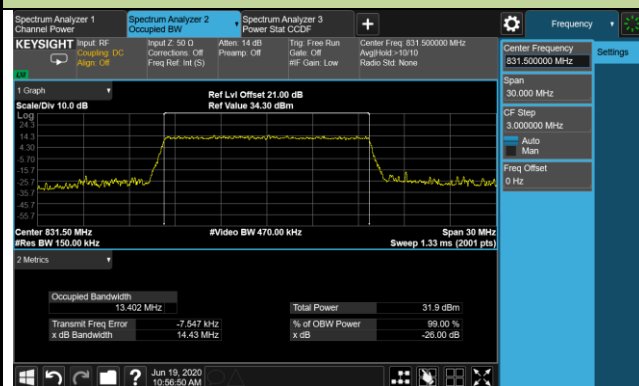 Spectrum Analyzer 1
Channel Power
Spectrum Analyzer 2
Occupied BW
Spectrum Analyzer 3
Power Stat CCDF
+
Frequency
KEYSIGHT
Input: RF
Coupling: DC
Align: Off
Input Z: 50 Ω
Corrections: Off
Freq Ref: Int (S)
Atten: 14 dB
Preamp: Off
Trig: Free Run
Gate: Off
#IF Gain: Low
Center Freq: 831.500000 MHz
Avg|Hold:>10/10
Radio Std: None
Center Frequency
831.500000 MHz
Settings
Span
30.000 MHz
CF Step
3.000000 MHz
Auto
Man
Freq Offset
0 Hz
1 Graph
Scale/Div 10.0 dB
Ref Lvl Offset 21.00 dB
Ref Value 34.30 dBm
Log
24.3
14.3
4.30
-5.70
-15.7
-25.7
-35.7
-45.7
-55.7
Center 831.50 MHz
#Res BW 150.00 kHz
#Video BW 470.00 kHz
Span 30 MHz
Sweep 1.33 ms (2001 pts)
2 Metrics
Occupied Bandwidth
13.402 MHz
Total Power 31.9 dBm
Transmit Freq Error -7.547 kHz
% of OBW Power 99.00 %
x dB Bandwidth 14.43 MHz
x dB -26.00 dB
?
Jun 19, 2020
10:56:50 AM